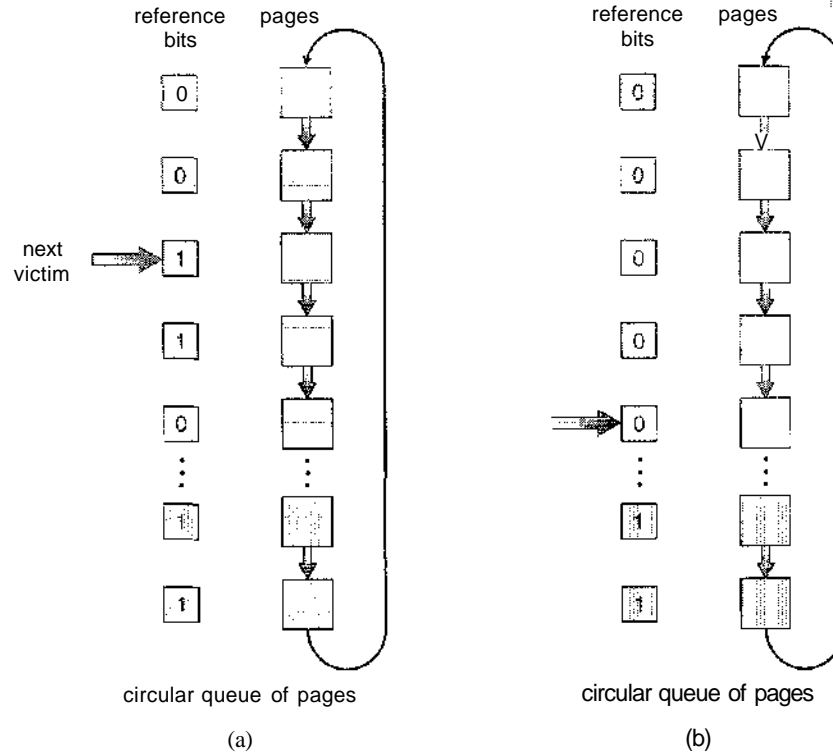 reference bits pages
0
0
next victim
1
1
0
1
1
circular queue of pages
(a)
reference bits pages
0
0
0
0
0
1
1
circular queue of pages
(b)